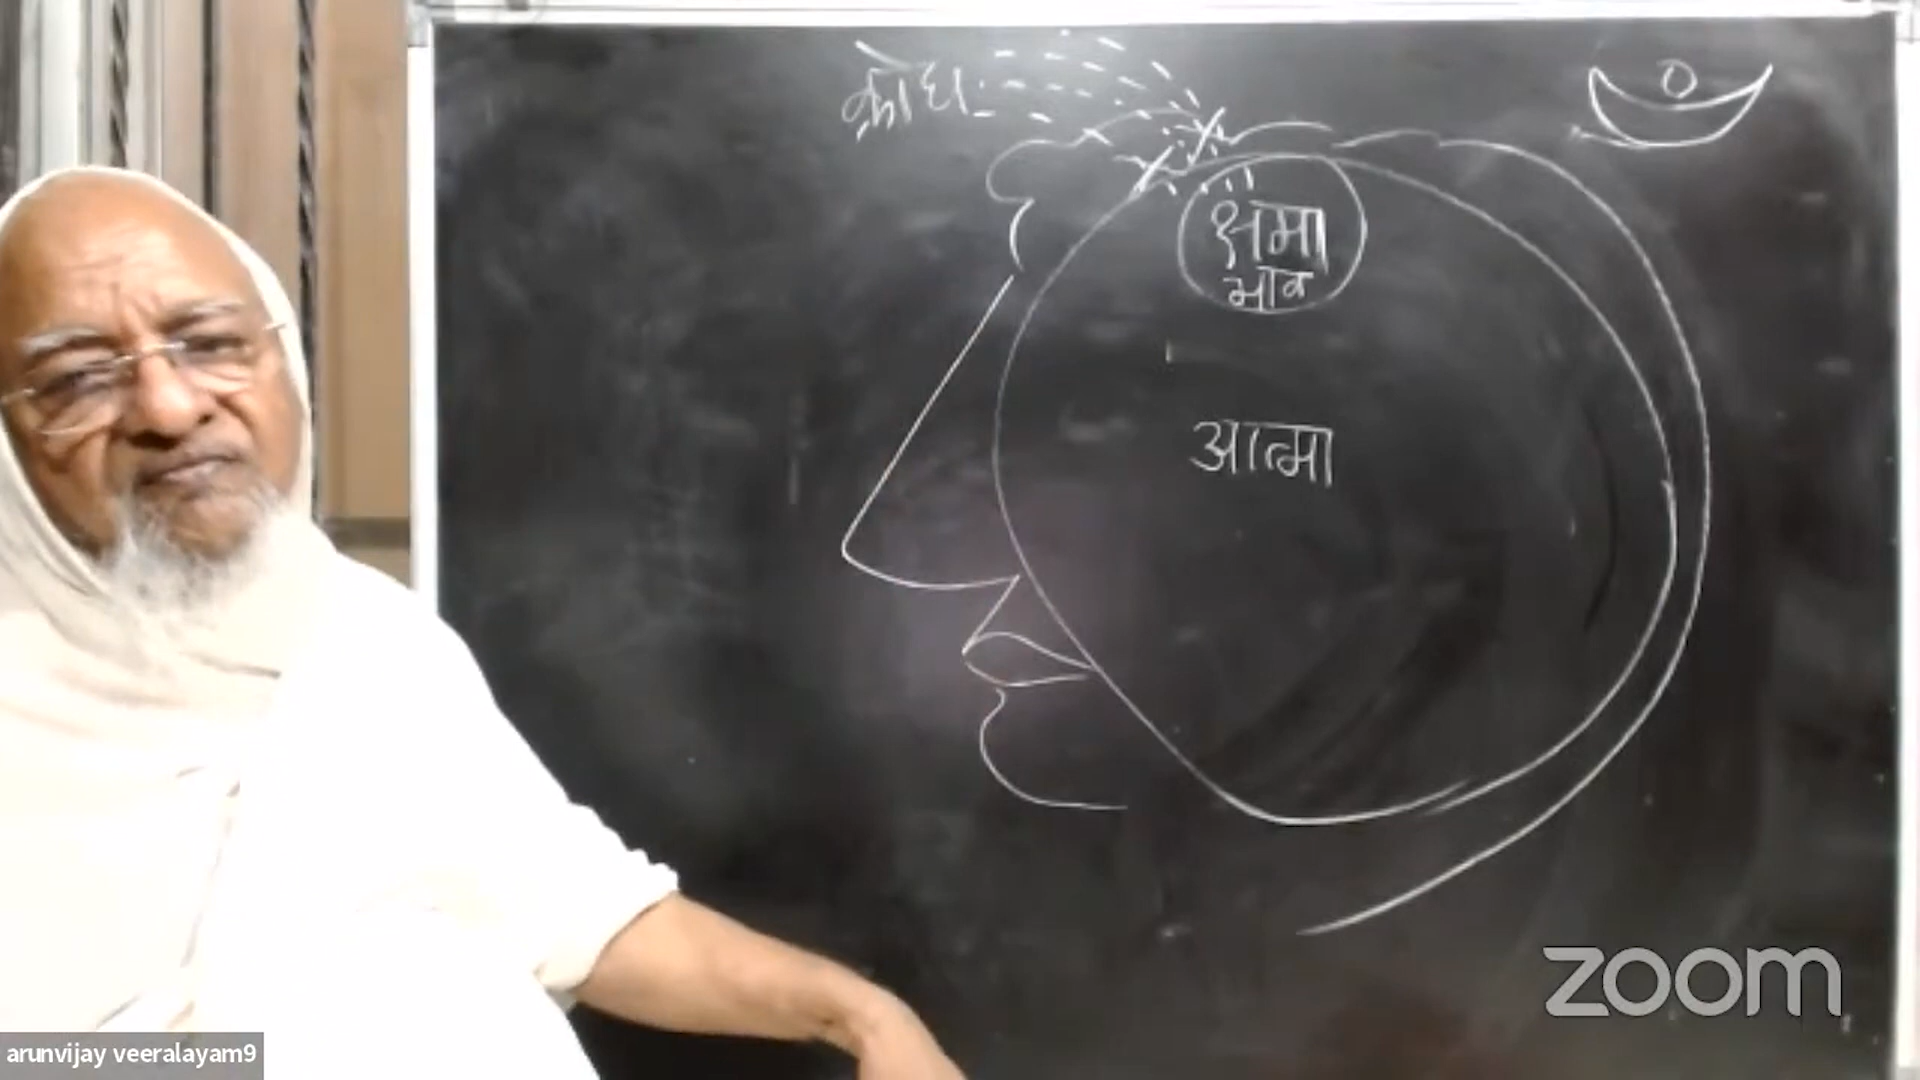 क्रोध
क्षमा
भाव
आत्मा
zoom
arunvijay veeralayam9